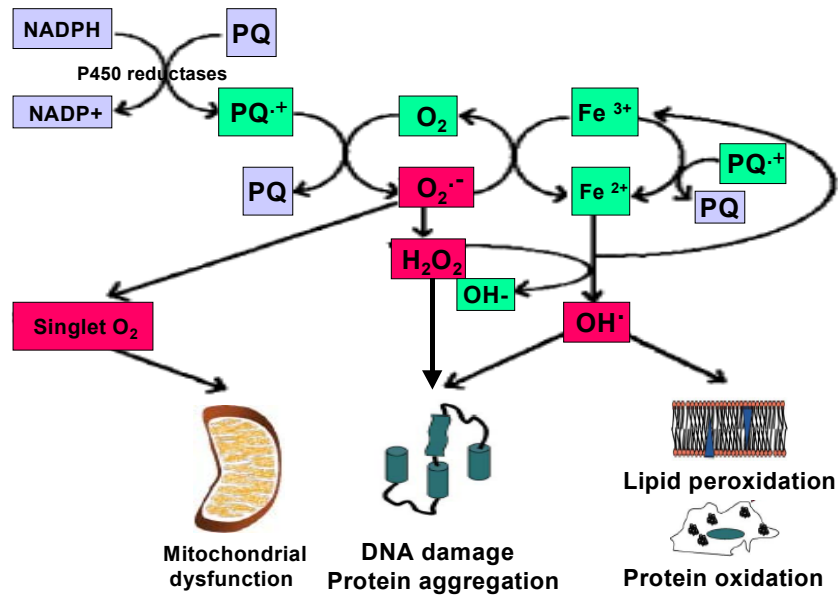 NADPH
PQ
P450 reductases
NADP+
PQ·+
O₂
Fe ³⁺
PQ·+
PQ
O₂·-
Fe ²⁺
PQ
H₂O₂
OH-
Singlet O₂
OH·
Mitochondrial
dysfunction
DNA damage
Protein aggregation
Lipid peroxidation
Protein oxidation